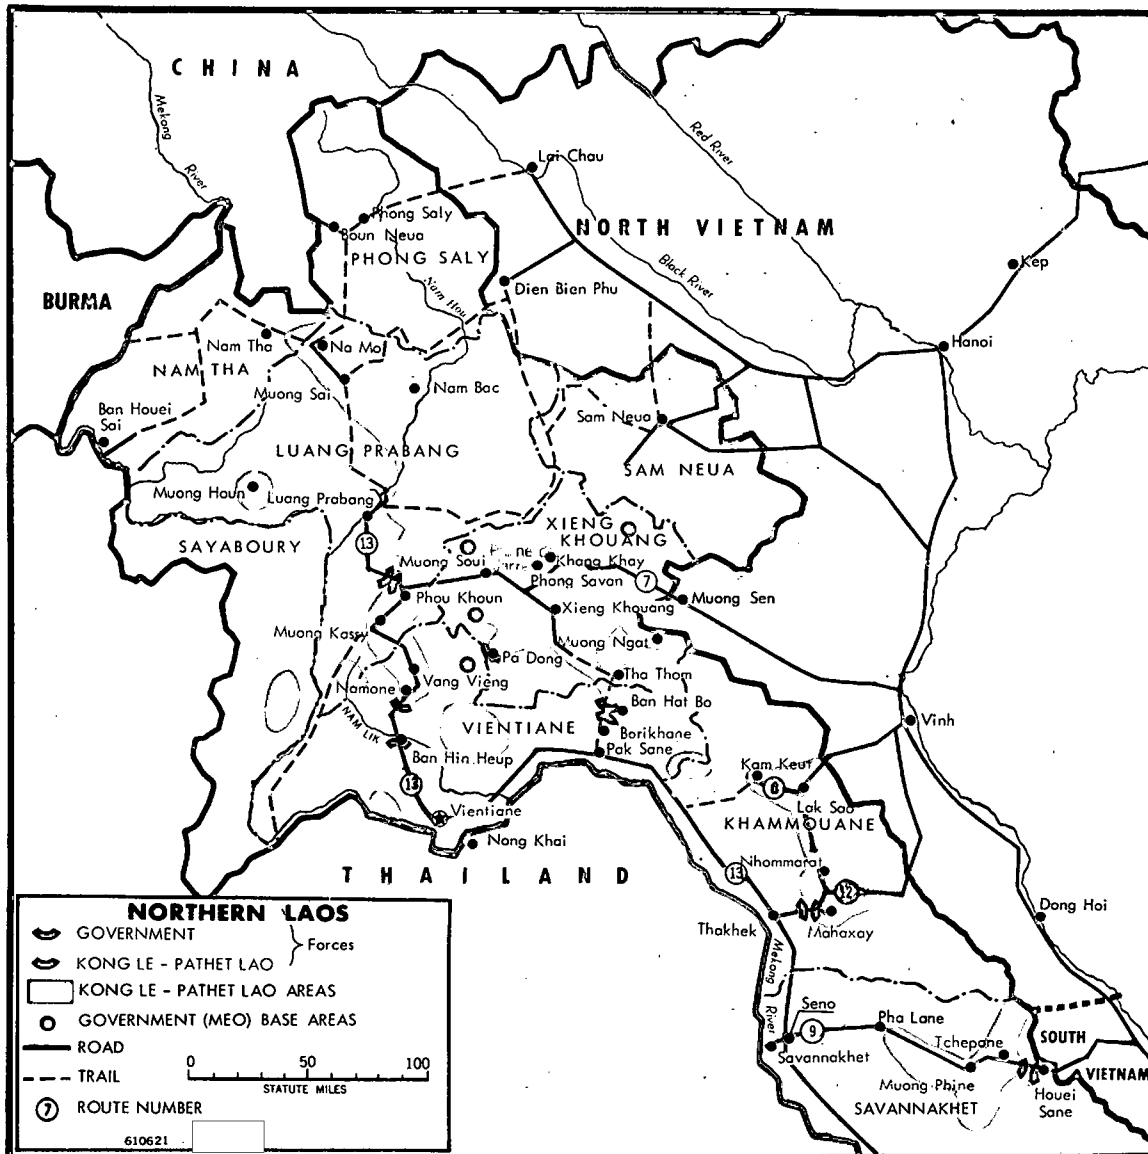 CHINA
Mekong
River
Red River
Lai Chau
Phong Saly
Boun Neua
PHONG SALY
NORTH VIETNAM
Black River
Kep
Nam Hou
Dien Bien Phu
BURMA
Hanoi
Nam Tha
Na Mo
NAM THA
Muong Sai
Nam Bac
Ban Houei
Sai
Sam Neua
LUANG PRABANG
SAM NEUA
Muong Houn
Luang Prabang
XIENG
KHOUANG
SAYABOURY
13
Muong Soui
Khang Khay
Phong Savan
7
Phou Khoun
Xieng Khouang
Muong Sen
Muong Kassy
Muong Ngat
Pa Dong
Tha Thom
Vang Vieng
Namone
Ban Hat Bo
NAM LIK
VIENTIANE
Borikhane
Vinh
Pak Sane
Ban Hin Heup
Kam Keut
13
8
Lak Sao
Vientiane
KHAMMOUANE
Nong Khai
THAILAND
Nhommarat
13
12
Dong Hoi
Thakhek
Mahaxay
Mekong
River
Seno
Pha Lane
9
SOUTH
Tchepone
Savannakhet
VIETNAM
Muong Phine
Houei
Sane
SAVANNAKHET
NORTHERN LAOS
GOVERNMENT
Forces
KONG LE - PATHET LAO
KONG LE - PATHET LAO AREAS
GOVERNMENT (MEO) BASE AREAS
ROAD
0 50 100
TRAIL
STATUTE MILES
7 ROUTE NUMBER
610621